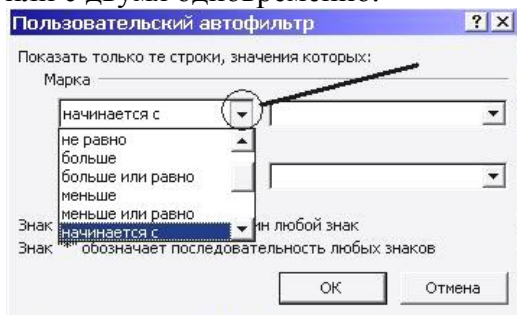 или с двумя одновременно.
Пользовательский автофильтр
Показать только те строки, значения которых:
Марка
начинается с
не равно
больше
больше или равно
меньше
меньше или равно
начинается с
Знак ин любой знак
Знак "*" обозначает последовательность любых знаков
ОК Отмена